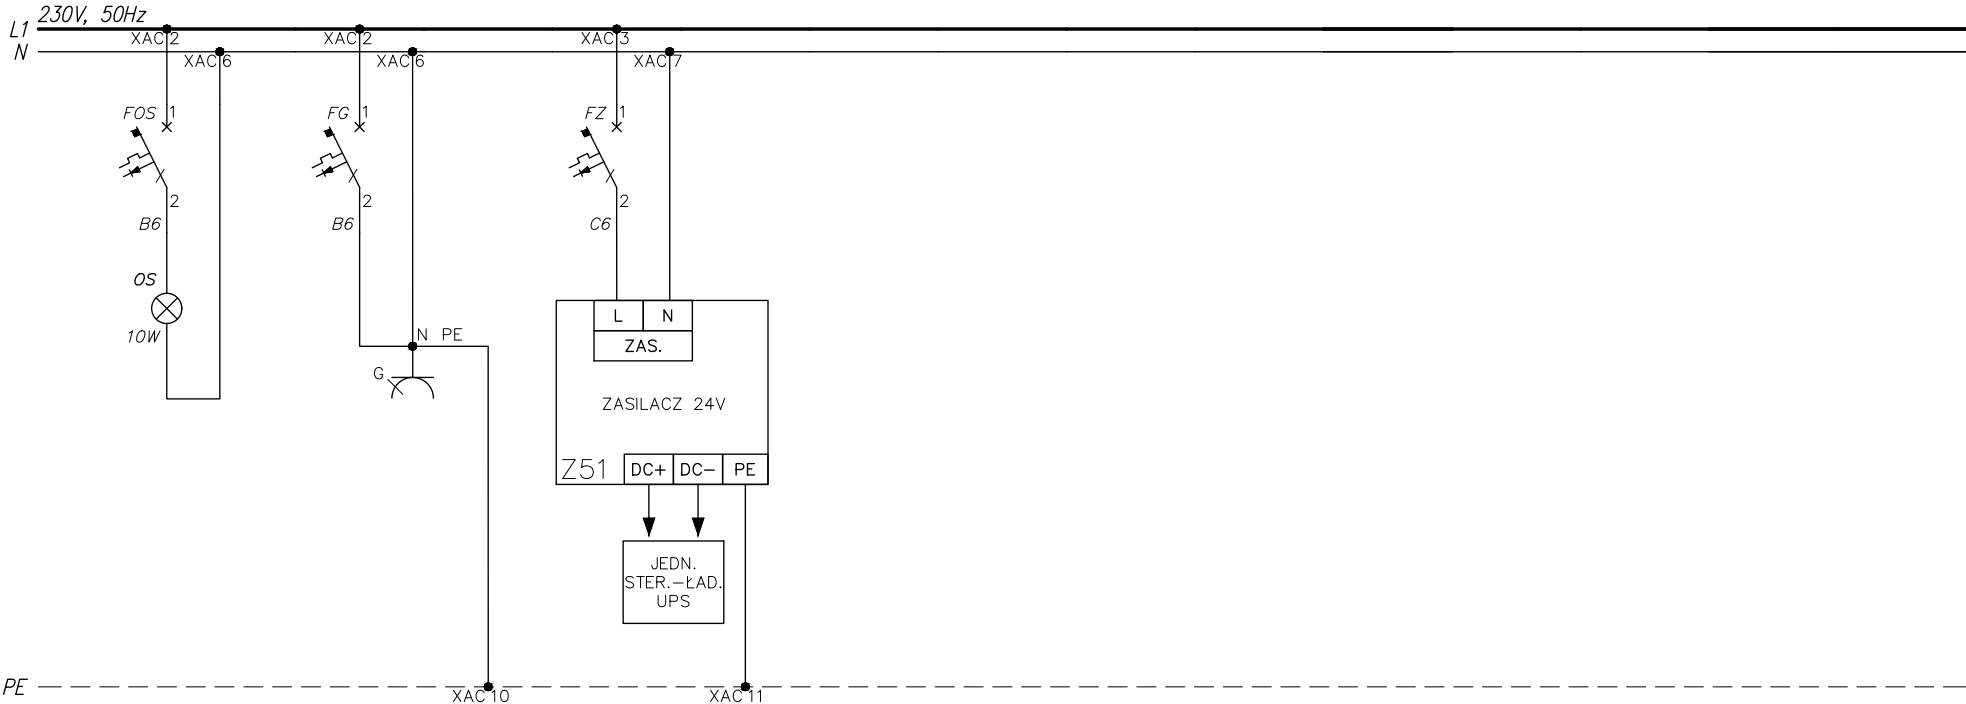 230V, 50Hz
L1
XAC 2 XAC 2 XAC 3
N
XAC 6 XAC 6 XAC 7
FOS 1 FG 1 FZ 1
2 2 2
B6 B6 C6
OS
10W
L N
N PE
ZAS.
G
ZASILACZ 24V
Z51 DC+ DC- PE
JEDN.
STER.-ŁAD.
UPS
PE
XAC 10 XAC 11